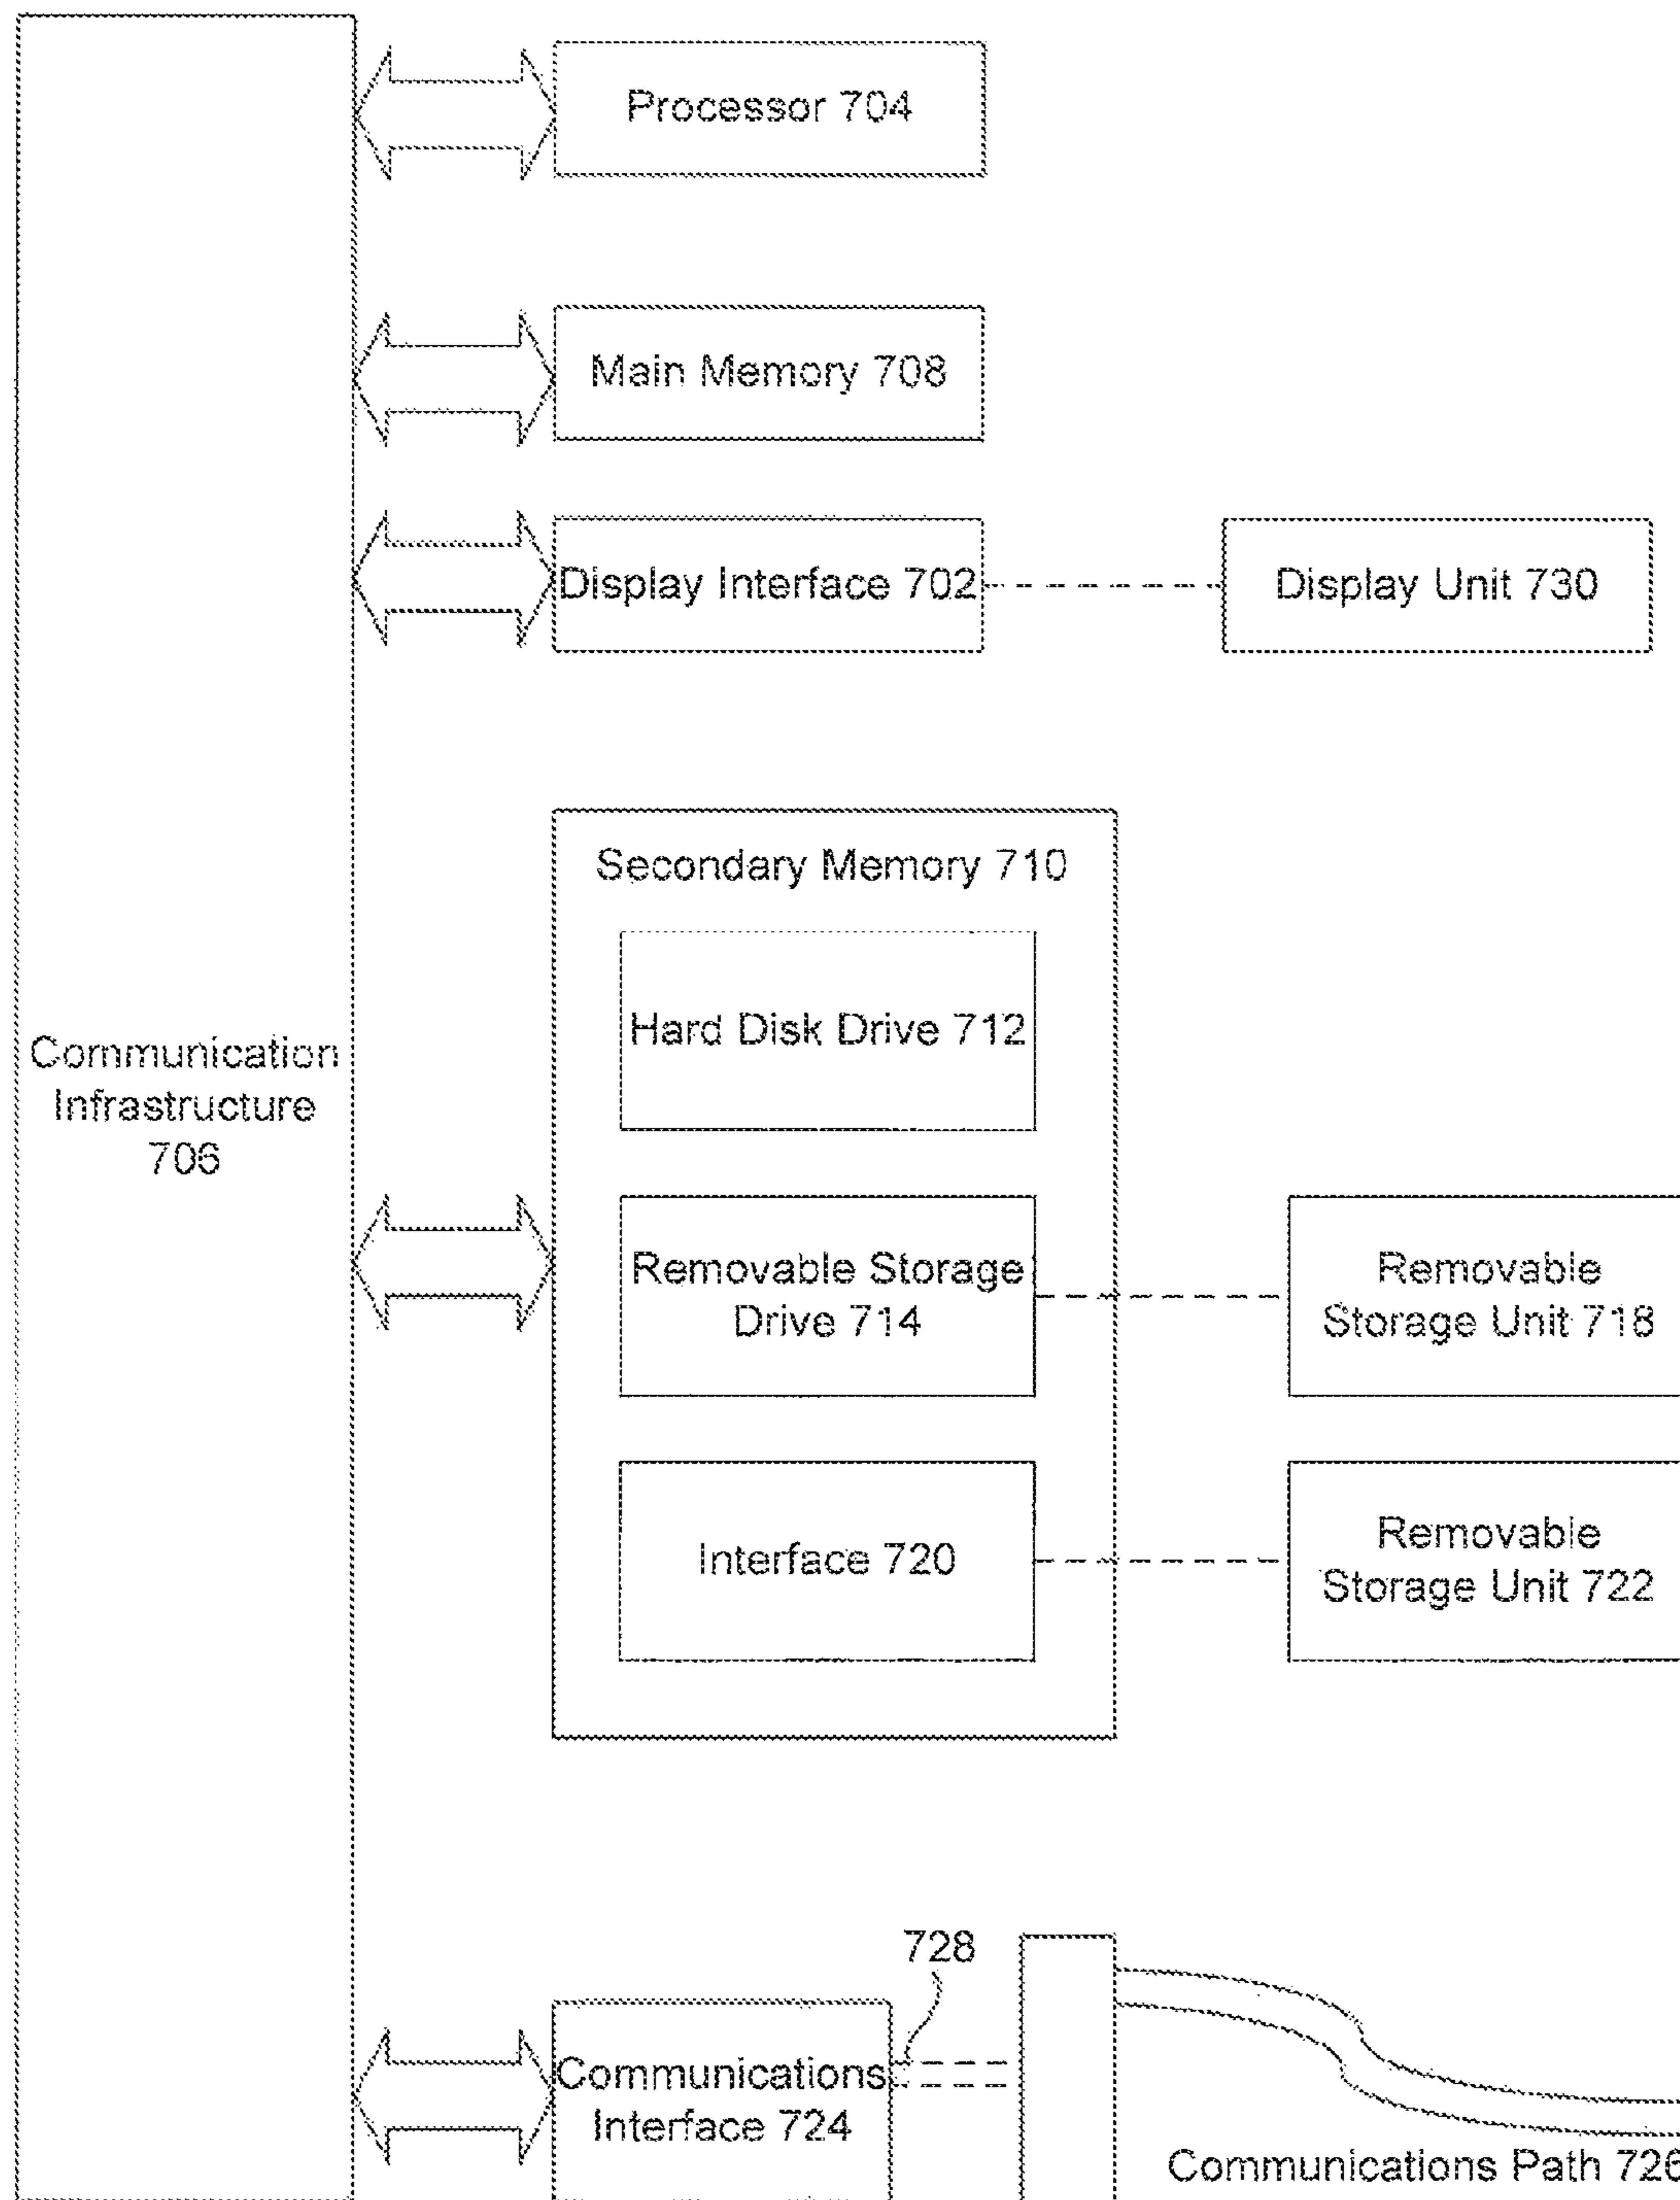 Processor 704
Main Memory 708
Display Interface 702
Display Unit 730
Secondary Memory 710
Hard Disk Drive 712
Communication
Infrastructure
706
Removable Storage
Drive 714
Removable
Storage Unit 718
Interface 720
Removable
Storage Unit 722
728
Communications
Interface 724
Communications Path 726